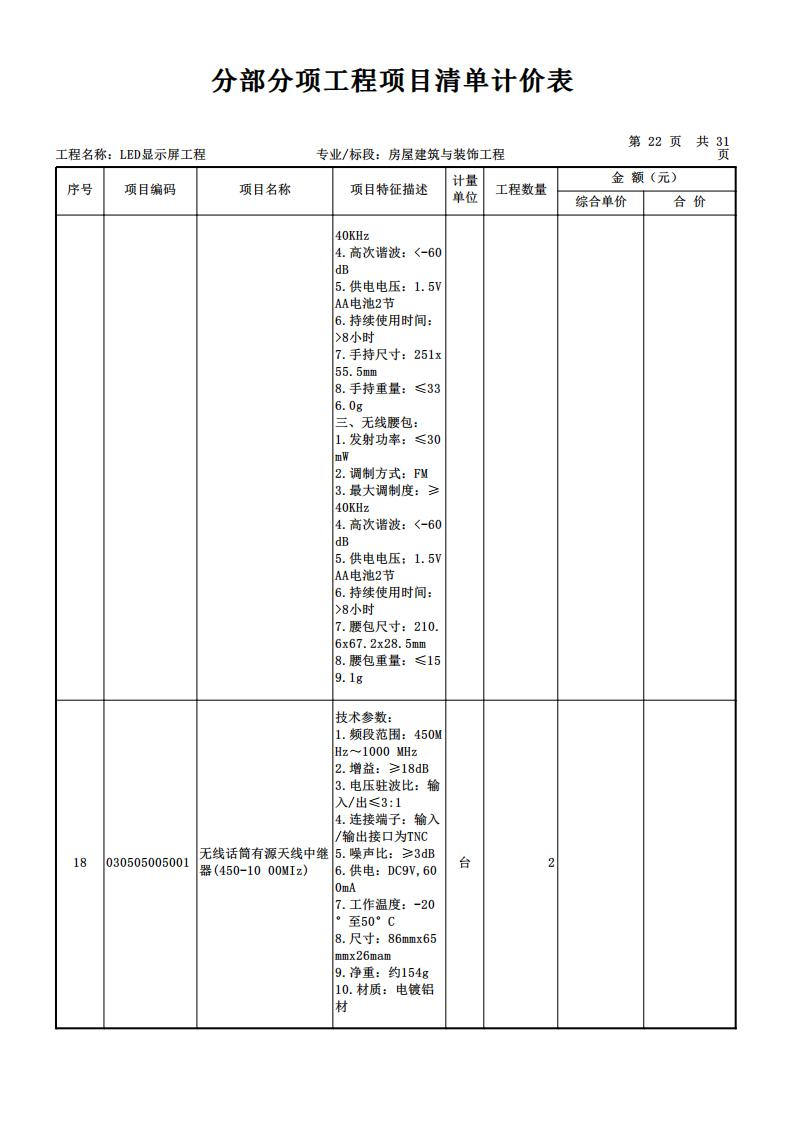 分部分项工程项目清单计价表
第 22 页 共 31
页
工程名称：LED显示屏工程 专业/标段：房屋建筑与装饰工程
序号 项目编码 项目名称 项目特征描述 计量
单位 工程数量 金 额（元）
综合单价 合 价
40KHz
4.高次谐波：<-60
dB
5.供电电压：1.5V
AA电池2节
6.持续使用时间：
>8小时
7.手持尺寸：251x
55.5mm
8.手持重量：≤33
6.0g
三、无线腰包：
1.发射功率：≤30
mW
2.调制方式：FM
3.最大调制度：≥
40KHz
4.高次谐波：<-60
dB
5.供电电压；1.5V
AA电池2节
6.持续使用时间：
>8小时
7.腰包尺寸：210.
6x67.2x28.5mm
8.腰包重量：≤15
9.1g
18
030505005001
无线话筒有源天线中继
器(450-10 00MIz)
技术参数：
1.频段范围：450M
Hz～1000 MHz
2.增益：≥18dB
3.电压驻波比：输
入/出≤3:1
4.连接端子：输入
/输出接口为TNC
5.噪声比：≥3dB
6.供电：DC9V,60
0mA
7.工作温度：-20
° 至50° C
8.尺寸：86mmx65
mmx26mam
9.净重：约154g
10.材质：电镀铝
材
台
2